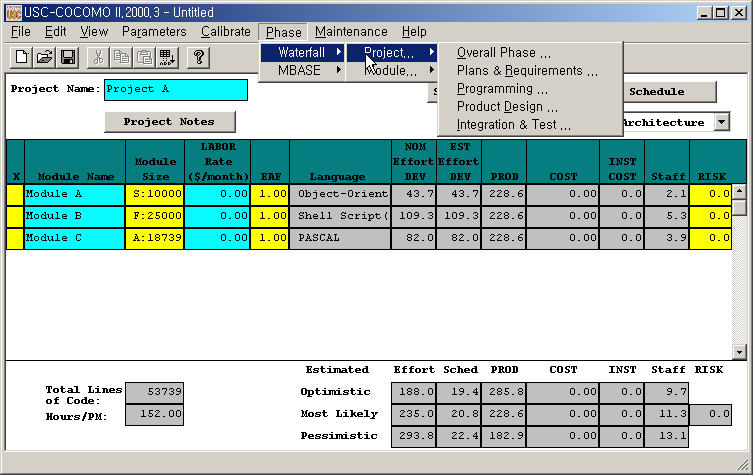 USC-COCOMO II.2000.3 - Untitled
File Edit View Parameters Calibrate Phase Maintenance Help
Waterfall Project... Overall Phase ...
MBASE Module... Plans & Requirements ...
Programming ...
Product Design ...
Integration & Test ...
Project Name: Project A S Schedule
Project Notes Architecture
X Module Name Module Size LABOR Rate ($/month) EAF Language NOM Effort DEV EST Effort DEV PROD COST INST COST Staff RISK
Module A S:10000 0.00 1.00 Object-Orient 43.7 43.7 228.6 0.00 0.0 2.1 0.0
Module B F:25000 0.00 1.00 Shell Script( 109.3 109.3 228.6 0.00 0.0 5.3 0.0
Module C A:18739 0.00 1.00 PASCAL 82.0 82.0 228.6 0.00 0.0 3.9 0.0
Estimated Effort Sched PROD COST INST Staff RISK
Total Lines of Code: 53739 Optimistic 188.0 19.4 285.8 0.00 0.0 9.7
Hours/PM: 152.00 Most Likely 235.0 20.8 228.6 0.00 0.0 11.3 0.0
Pessimistic 293.8 22.4 182.9 0.00 0.0 13.1